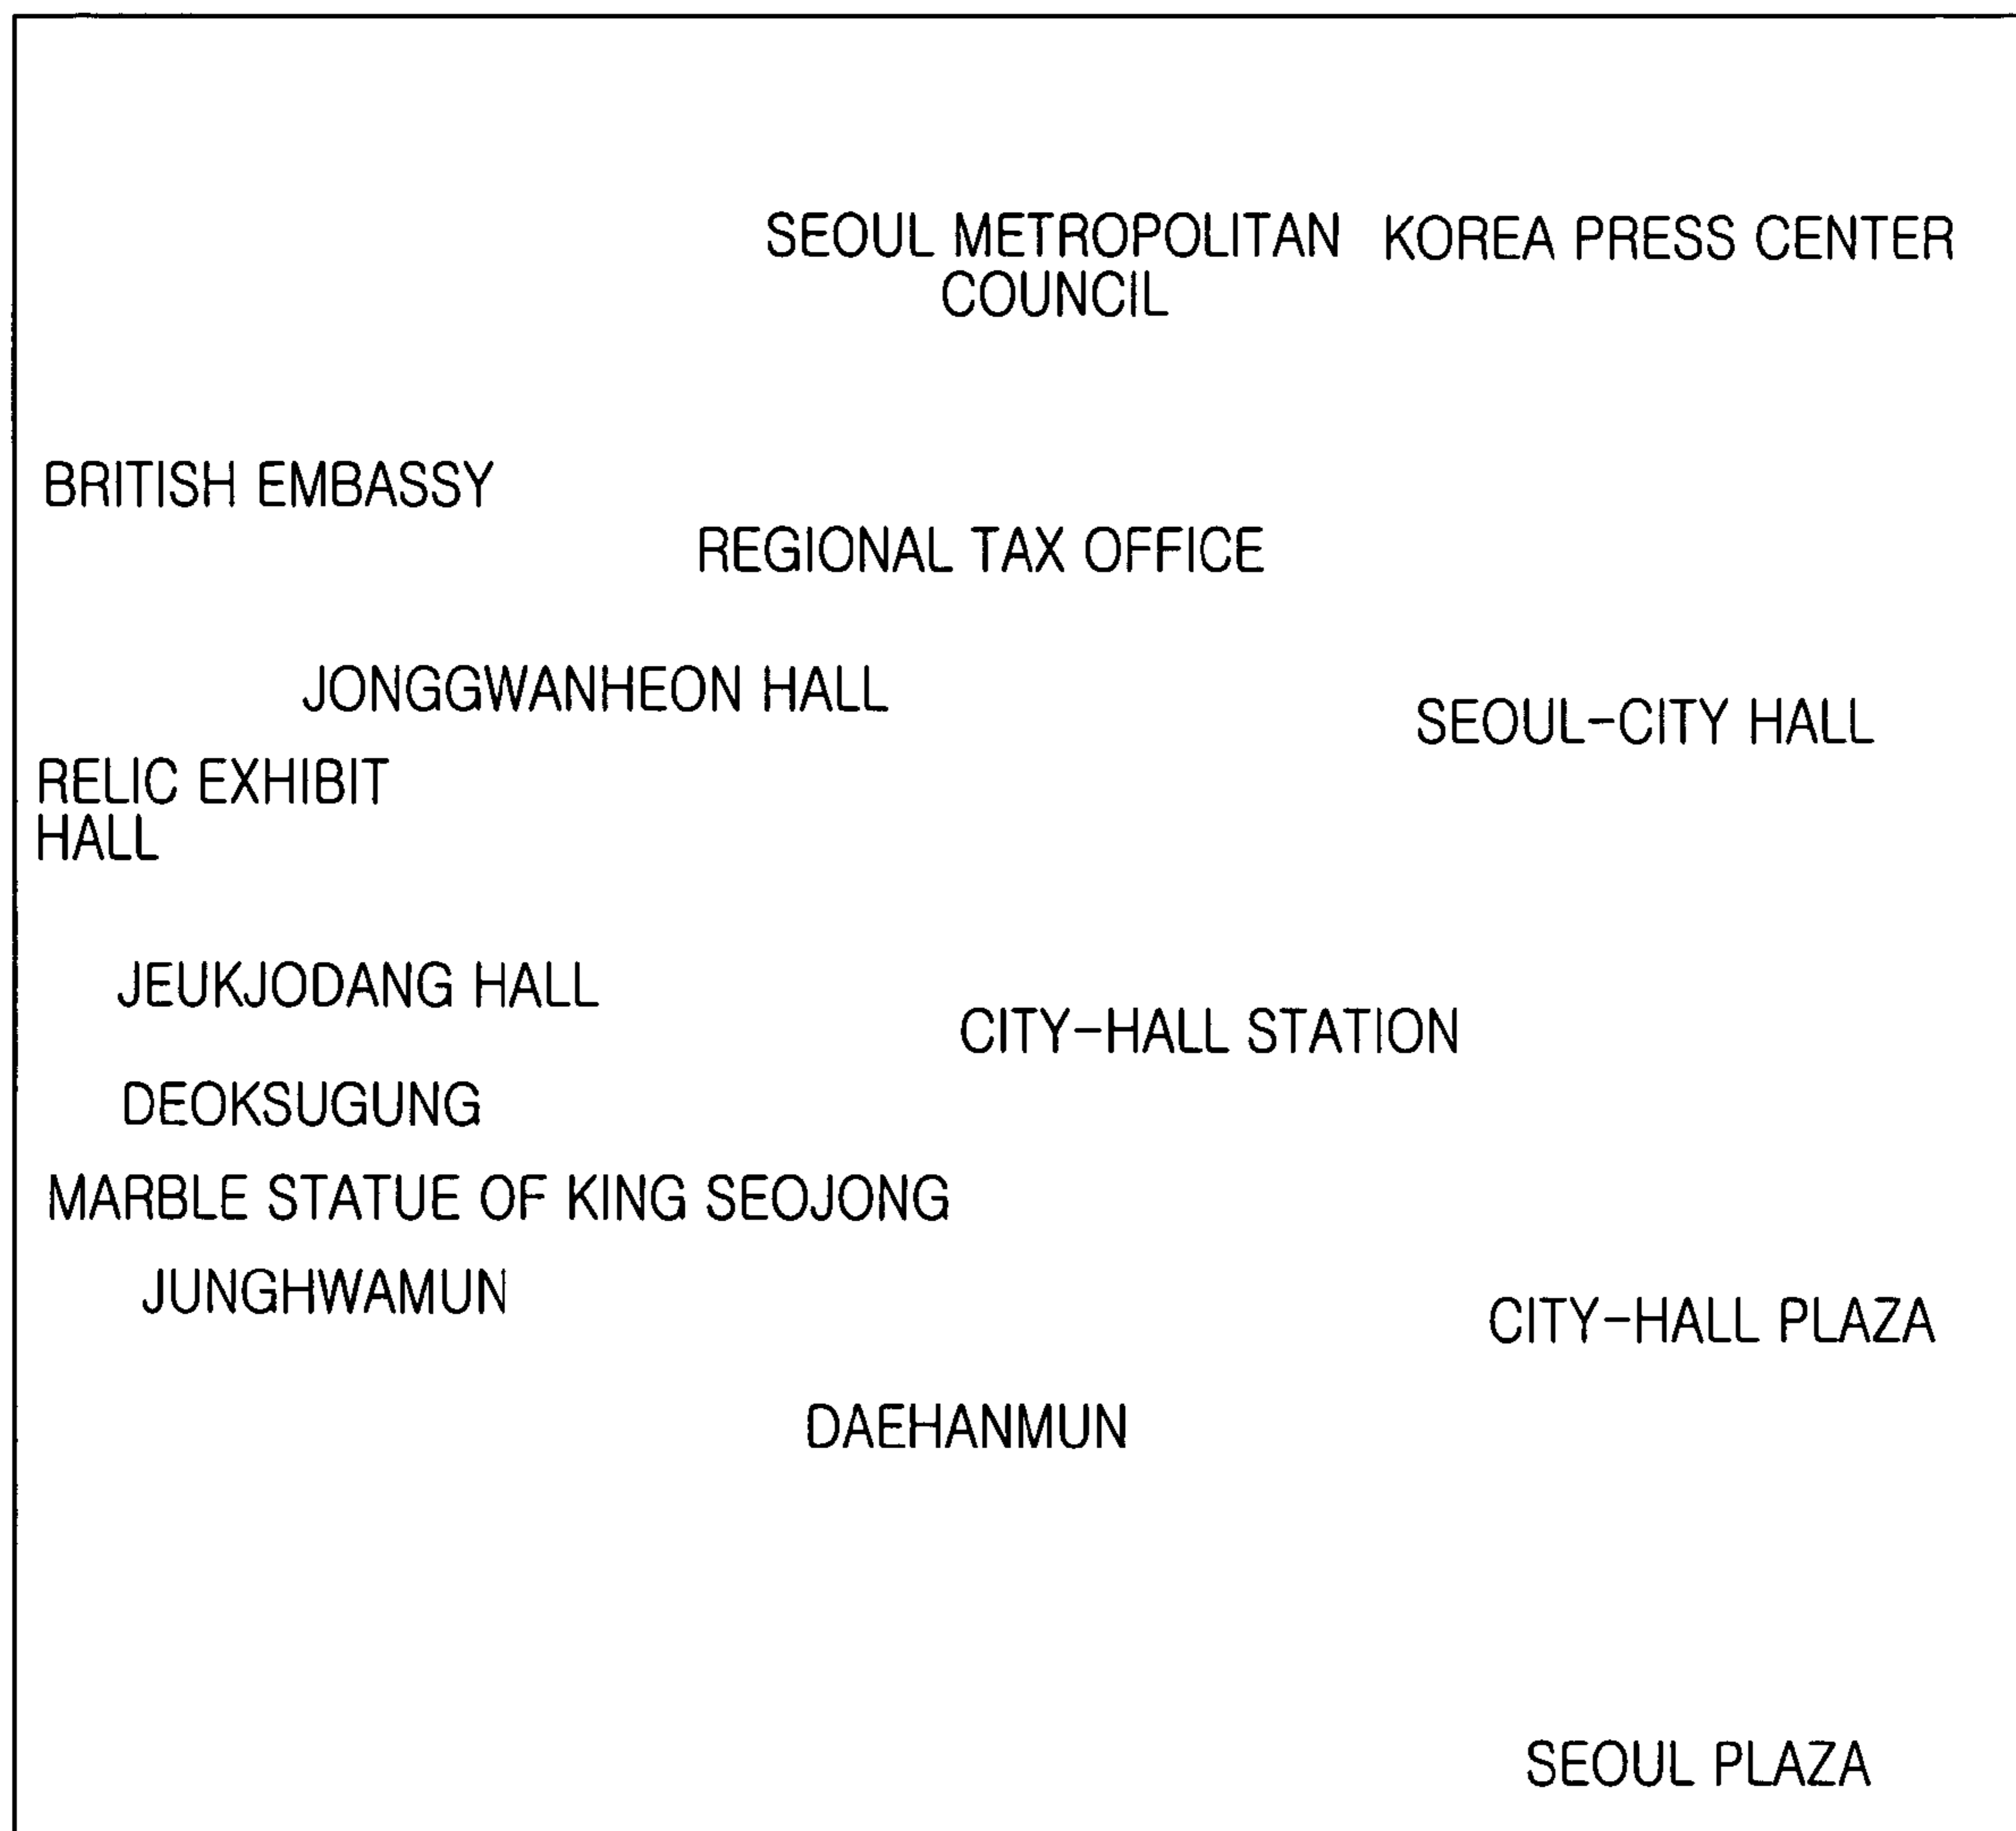 SEOUL METROPOLITAN
COUNCIL
KOREA PRESS CENTER
BRITISH EMBASSY
REGIONAL TAX OFFICE
JONGGWANHEON HALL
SEOUL-CITY HALL
RELIC EXHIBIT
HALL
JEUKJODANG HALL
CITY-HALL STATION
DEOKSUGUNG
MARBLE STATUE OF KING SEOJONG
JUNGHWAMUN
CITY-HALL PLAZA
DAEHANMUN
SEOUL PLAZA